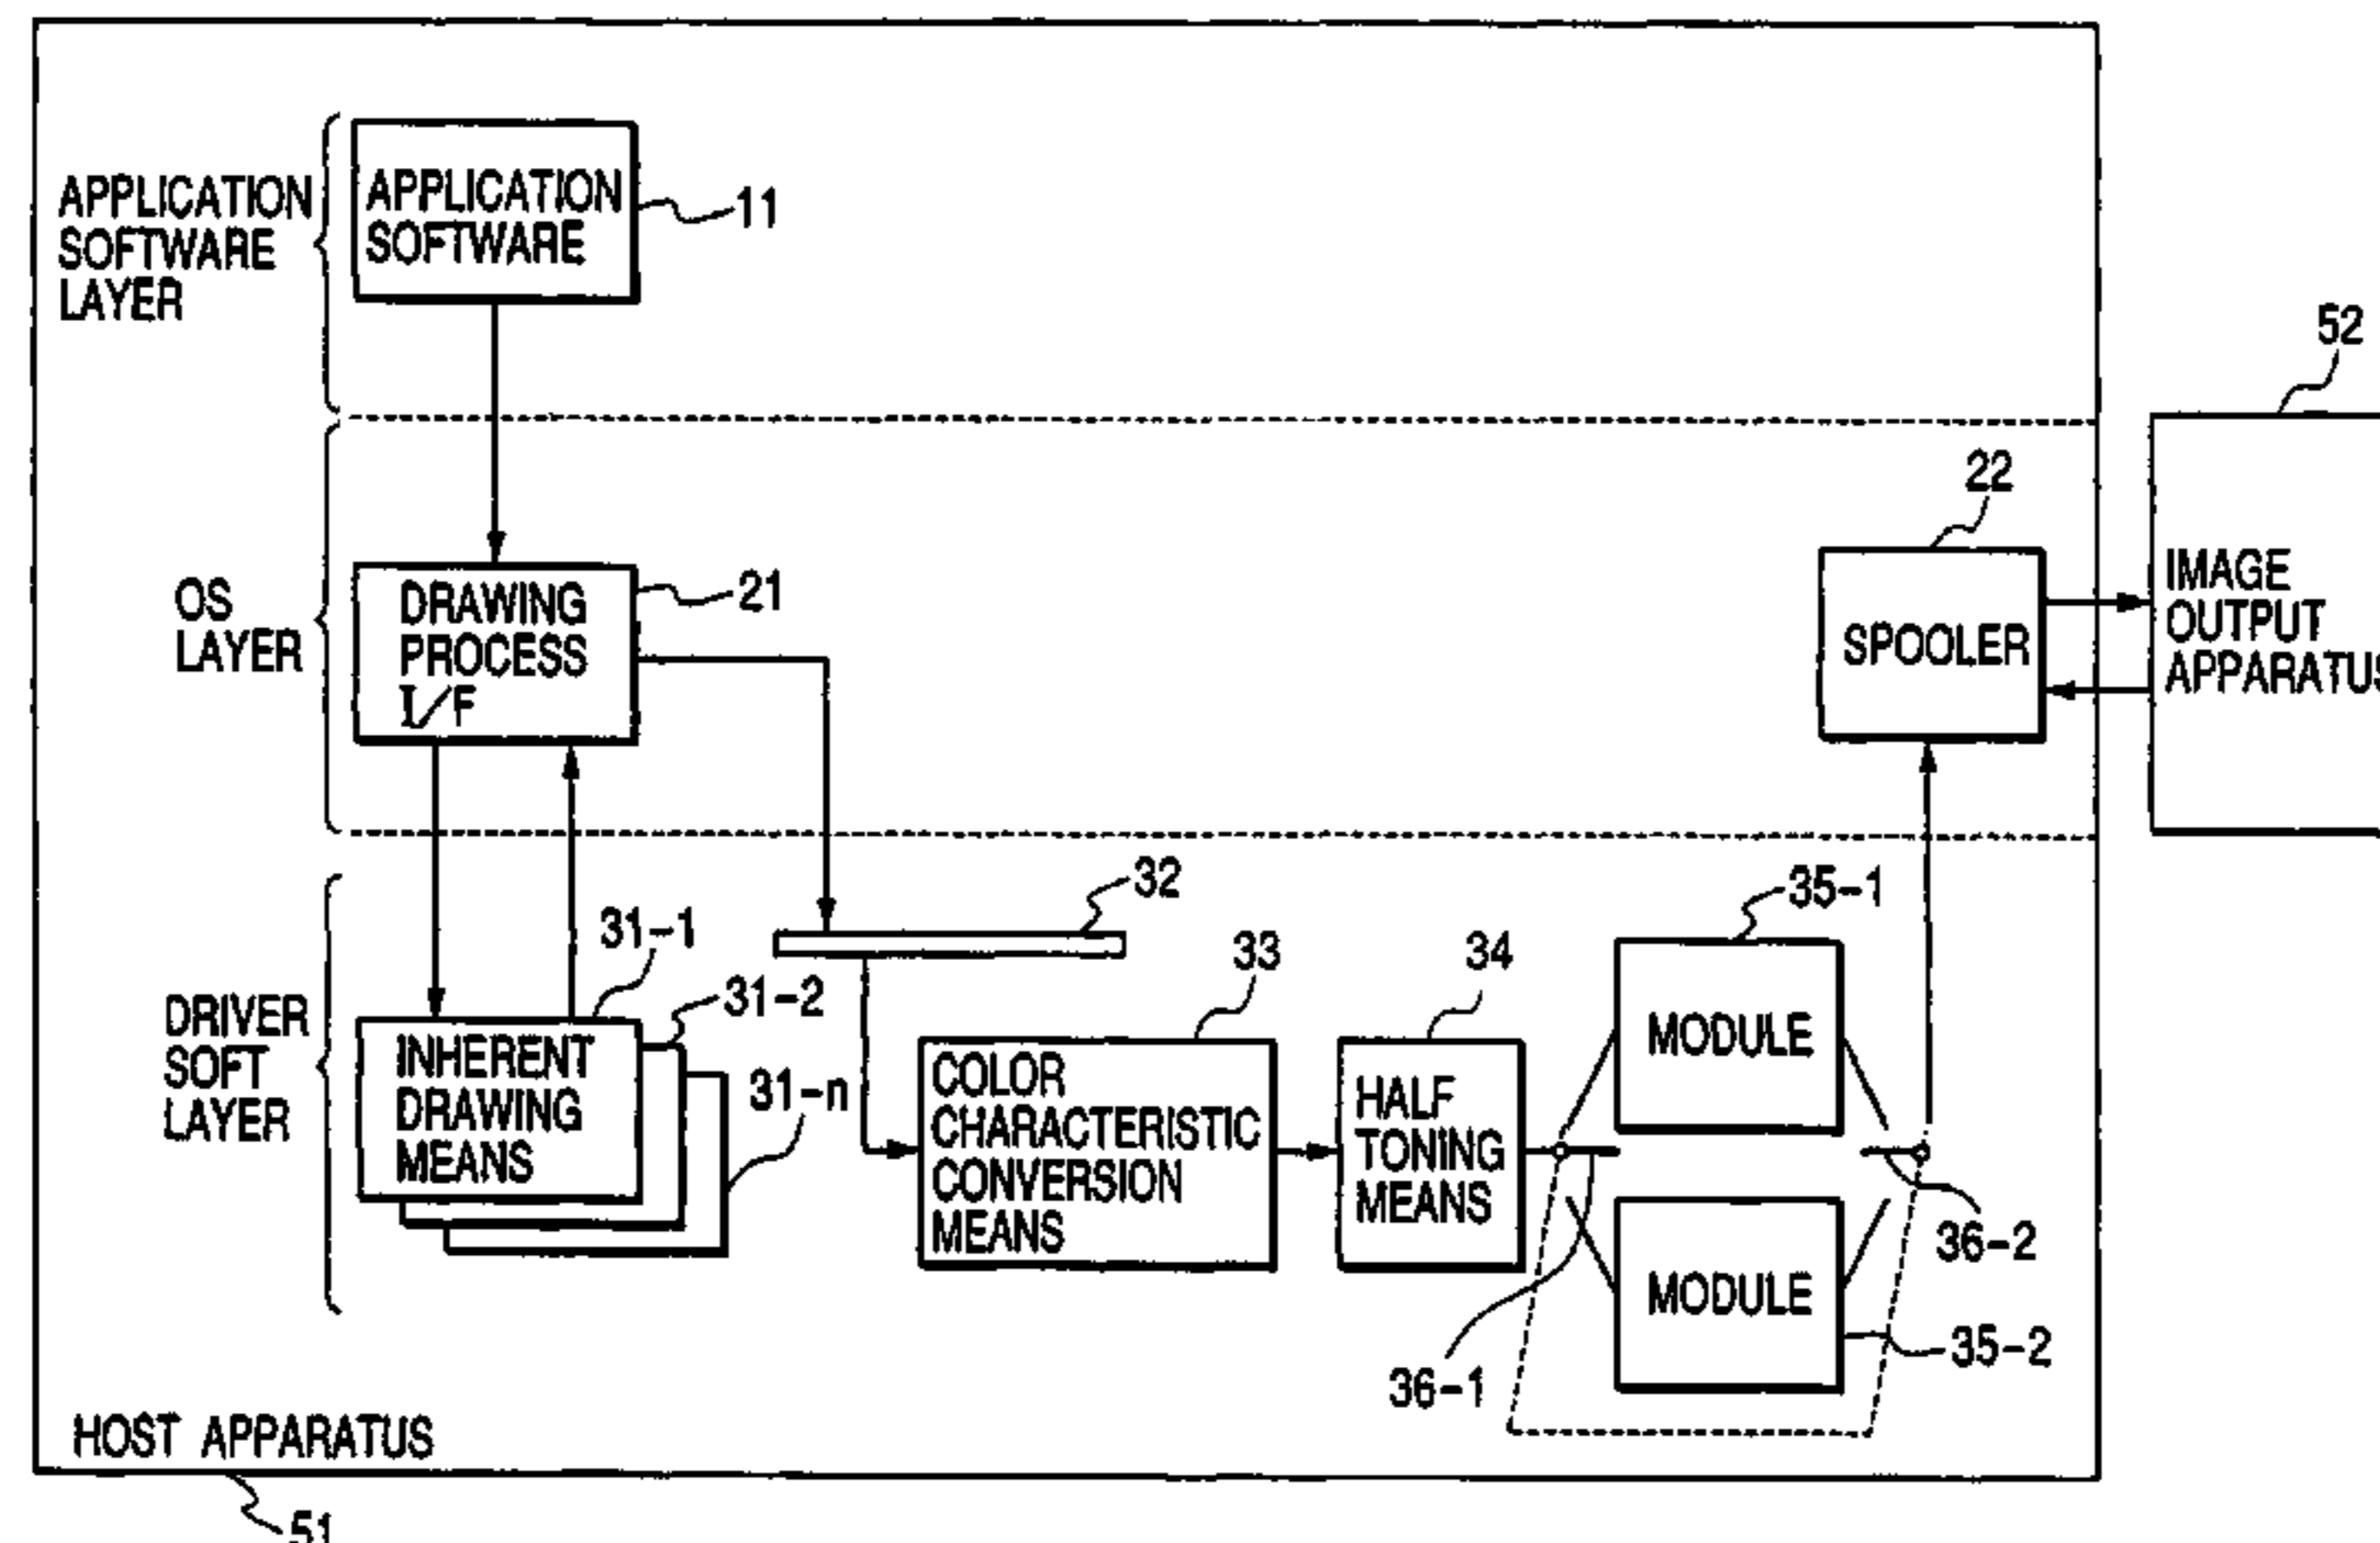 APPLICATION
SOFTWARE
LAYER
APPLICATION
SOFTWARE
11
52
OS
LAYER
DRAWING
PROCESS
I/F
21
22
SPOOLER
IMAGE
OUTPUT
APPARATUS
DRIVER
SOFT
LAYER
31-1
31-2
31-n
INHERENT
DRAWING
MEANS
32
33
COLOR
CHARACTERISTIC
CONVERSION
MEANS
34
HALF
TONING
MEANS
35-1
MODULE
36-1
36-2
MODULE
35-2
HOST APPARATUS
51